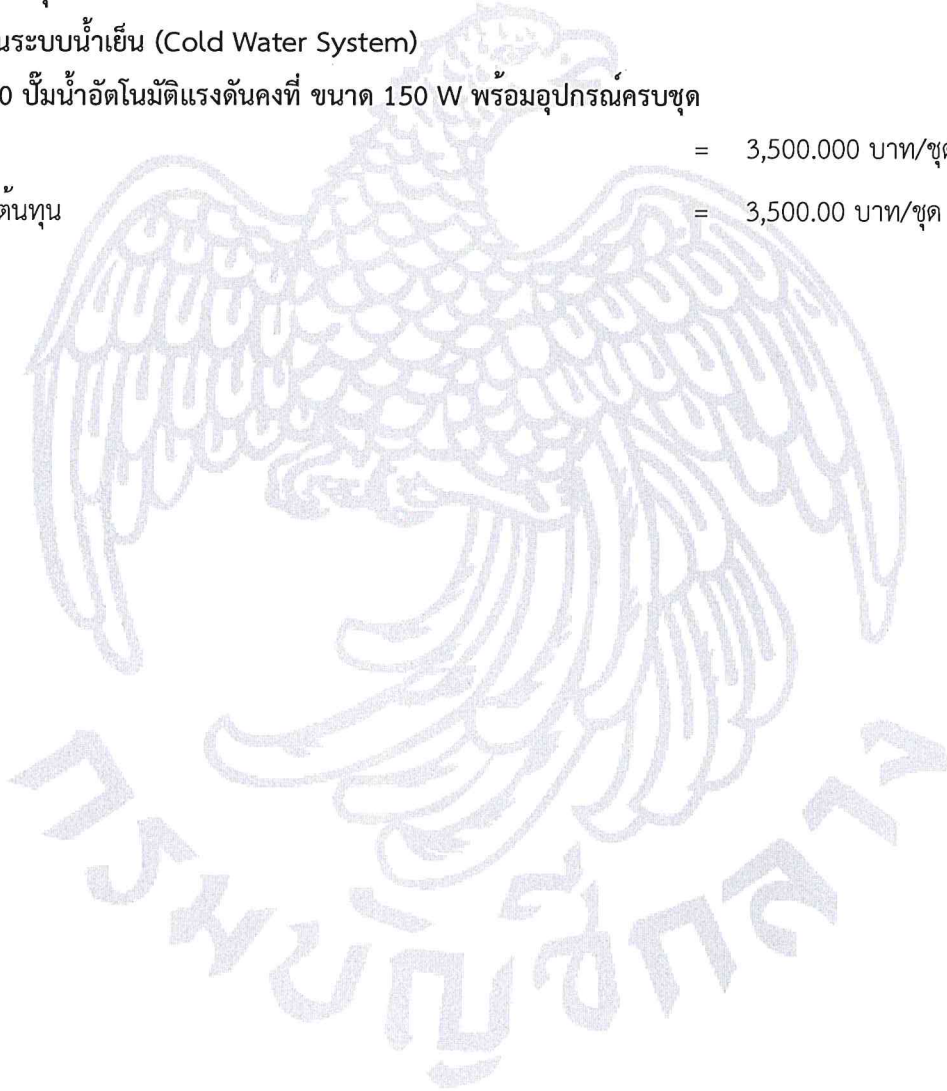 นระบบน้ำเย็น (Cold Water System)
0 ปั๊มน้ำอัตโนมัติแรงดันคงที่ ขนาด 150 W พร้อมอุปกรณ์ครบชุด
= 3,500.000 บาท/ชุด
ต้นทุน = 3,500.00 บาท/ชุด
กรมบัญชีกลาง